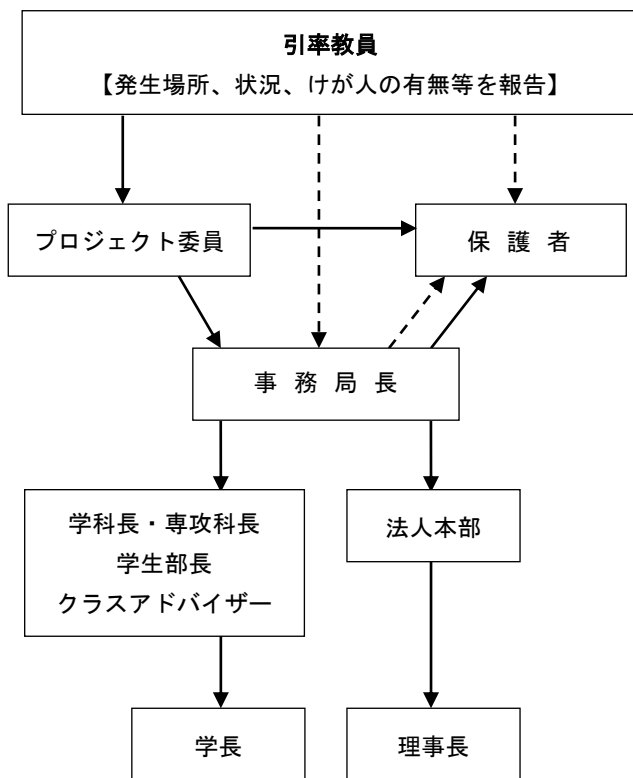 引率教員
【発生場所、状況、けが人の有無等を報告】
プロジェクト委員
保 護 者
事 務 局 長
学科長・専攻科長
学生部長
クラスアドバイザー
法人本部
学長
理事長